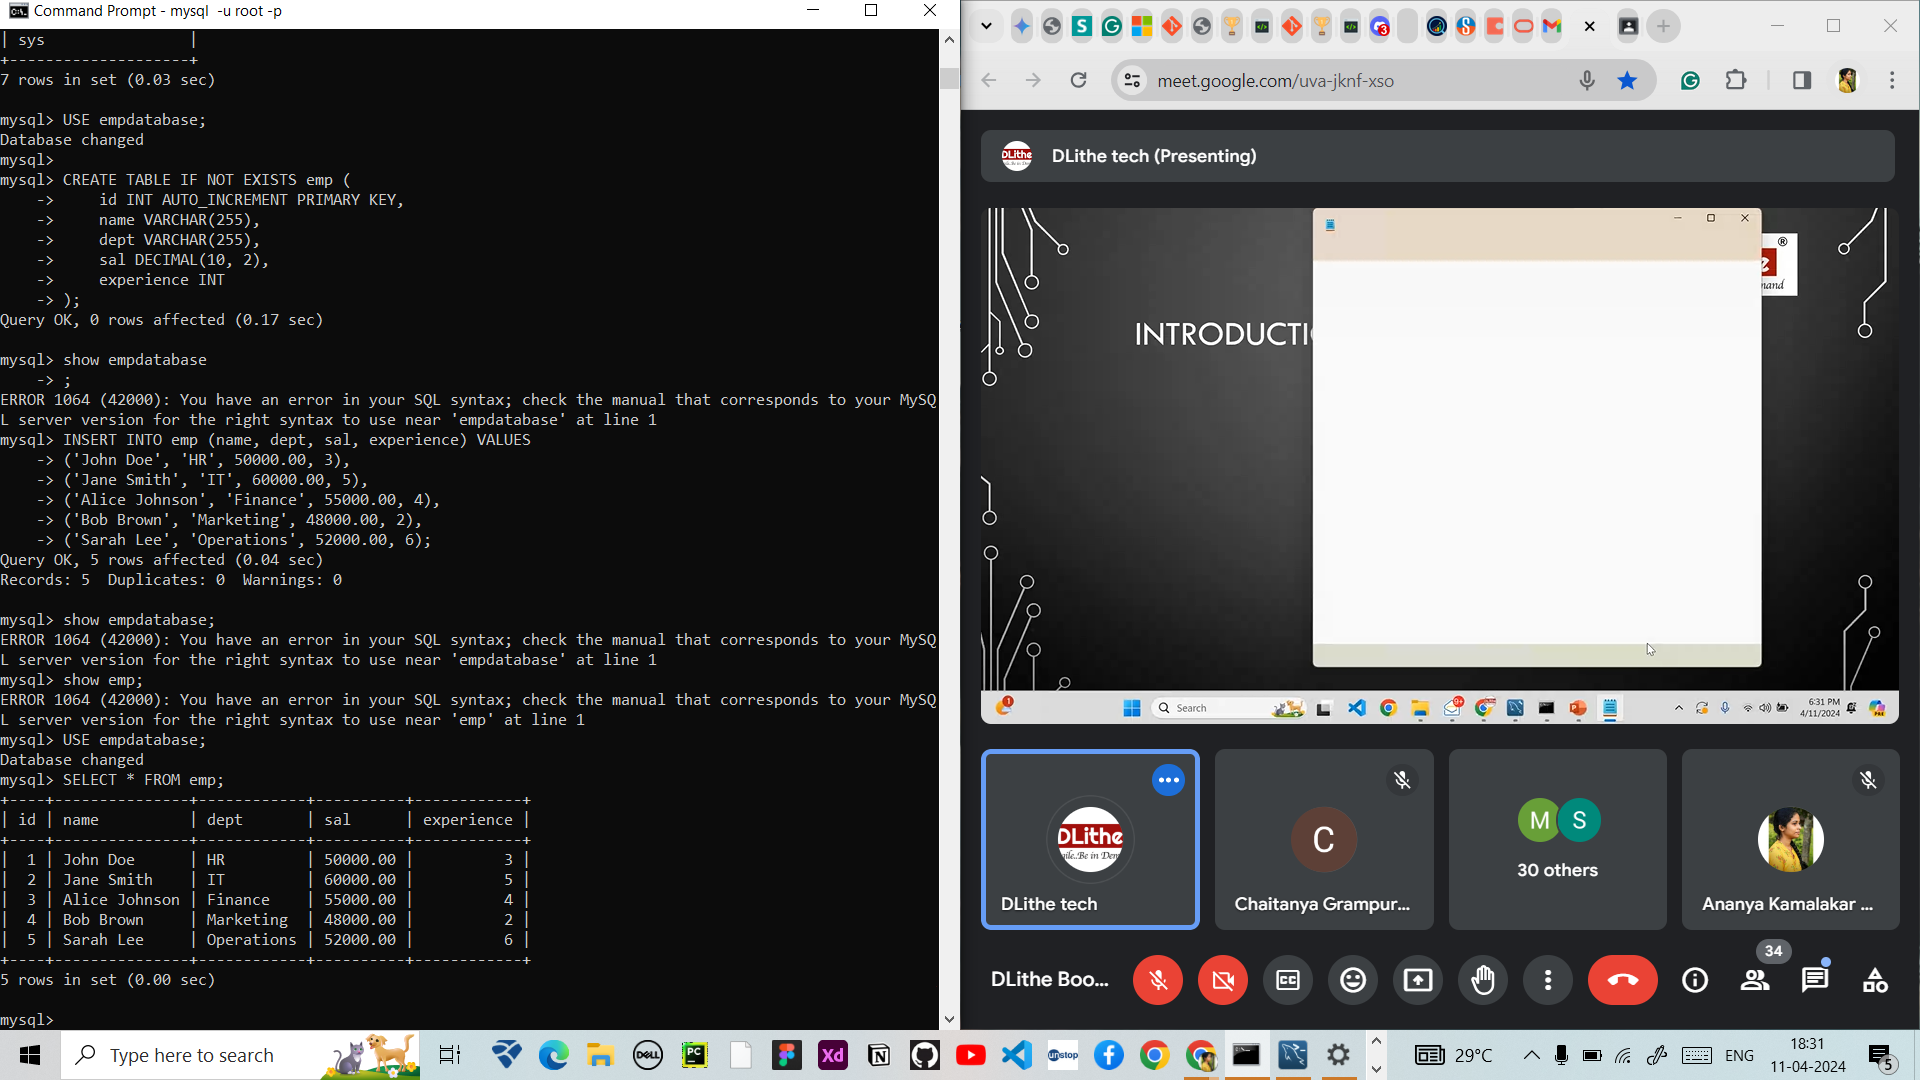 Command Prompt - mysql  -u root -p
| sys                |
+--------------------+
7 rows in set (0.03 sec)
mysql> USE empdatabase;
Database changed
mysql>
mysql> CREATE TABLE IF NOT EXISTS emp (
    ->     id INT AUTO_INCREMENT PRIMARY KEY,
    ->     name VARCHAR(255),
    ->     dept VARCHAR(255),
    ->     sal DECIMAL(10, 2),
    ->     experience INT
    -> );
Query OK, 0 rows affected (0.17 sec)
mysql> show empdatabase
    -> ;
ERROR 1064 (42000): You have an error in your SQL syntax; check the manual that corresponds to your MySQ
L server version for the right syntax to use near 'empdatabase' at line 1
mysql> INSERT INTO emp (name, dept, sal, experience) VALUES
    -> ('John Doe', 'HR', 50000.00, 3),
    -> ('Jane Smith', 'IT', 60000.00, 5),
    -> ('Alice Johnson', 'Finance', 55000.00, 4),
    -> ('Bob Brown', 'Marketing', 48000.00, 2),
    -> ('Sarah Lee', 'Operations', 52000.00, 6);
Query OK, 5 rows affected (0.04 sec)
Records: 5  Duplicates: 0  Warnings: 0
mysql> show empdatabase;
ERROR 1064 (42000): You have an error in your SQL syntax; check the manual that corresponds to your MySQ
L server version for the right syntax to use near 'empdatabase' at line 1
mysql> show emp;
ERROR 1064 (42000): You have an error in your SQL syntax; check the manual that corresponds to your MySQ
L server version for the right syntax to use near 'emp' at line 1
mysql> USE empdatabase;
Database changed
mysql> SELECT * FROM emp;
+----+---------------+------------+----------+------------+
| id | name          | dept       | sal      | experience |
+----+---------------+------------+----------+------------+
|  1 | John Doe      | HR         | 50000.00 |          3 |
|  2 | Jane Smith    | IT         | 60000.00 |          5 |
|  3 | Alice Johnson | Finance    | 55000.00 |          4 |
|  4 | Bob Brown     | Marketing  | 48000.00 |          2 |
|  5 | Sarah Lee     | Operations | 52000.00 |          6 |
+----+---------------+------------+----------+------------+
5 rows in set (0.00 sec)
mysql>
meet.google.com/uva-jknf-xso
DLithe
DLithe tech (Presenting)
INTRODUCTI
Search
6:31 PM
4/11/2024
DLithe
DLithe tech
C
Chaitanya Grampur...
M S
30 others
Ananya Kamalakar ...
34
DLithe Boo...
Type here to search
DELL
PC
Xd
unstop
29°C
ENG
18:31
11-04-2024
5